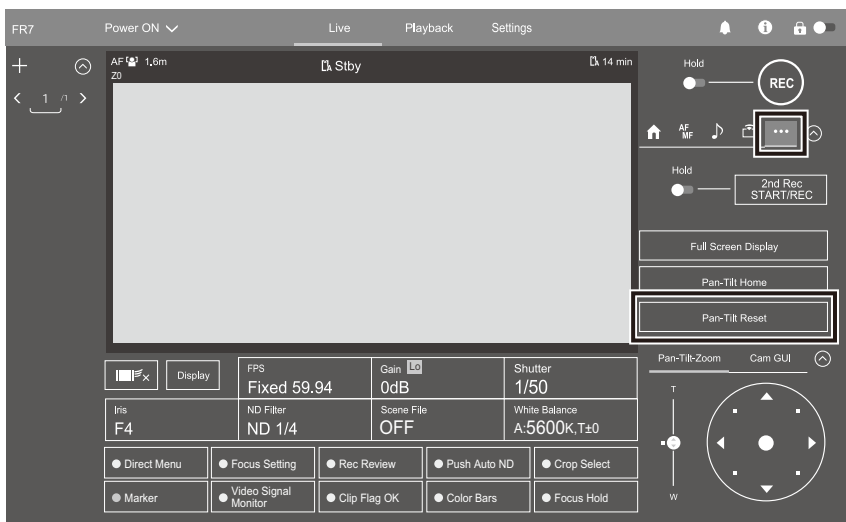 FR7
Power ON
Live
Playback
Settings
1 /1
AF 1.6m
Z0
Stby
14 min
Hold
REC
AF
MF
Hold
2nd Rec
START/REC
Full Screen Display
Pan-Tilt Home
Pan-Tilt Reset
Pan-Tilt-Zoom
Cam GUI
T
W
Display
FPS
Fixed 59.94
Gain Lo
0dB
Shutter
1/50
Iris
F4
ND Filter
ND 1/4
Scene File
OFF
White Balance
A:5600K,T±0
Direct Menu
Focus Setting
Rec Review
Push Auto ND
Crop Select
Marker
Video Signal
Monitor
Clip Flag OK
Color Bars
Focus Hold